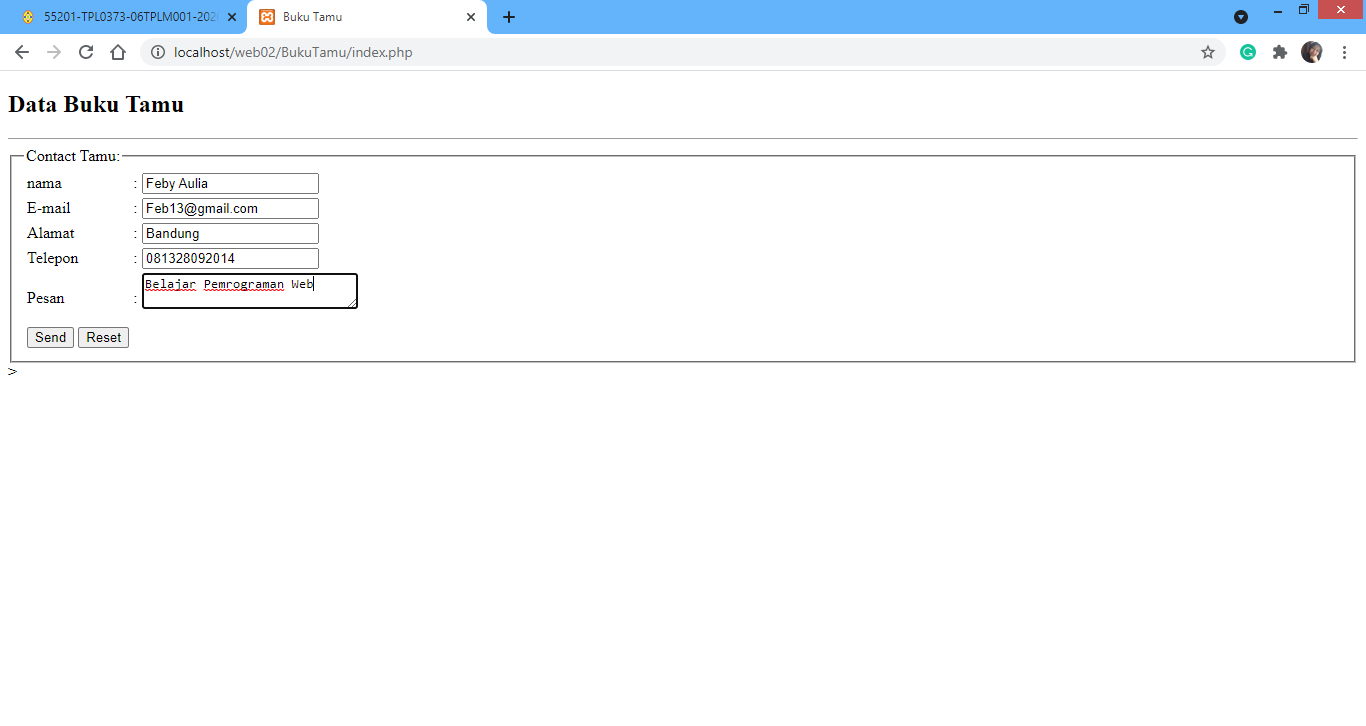 55201-TPL0373-06TPLM001-202
Buku Tamu
localhost/web02/BukuTamu/index.php
Data Buku Tamu
Contact Tamu:
nama : Feby Aulia
E-mail : Feb13@gmail.com
Alamat : Bandung
Telepon : 081328092014
Pesan : Belajar Pemrograman Web
Send Reset
>